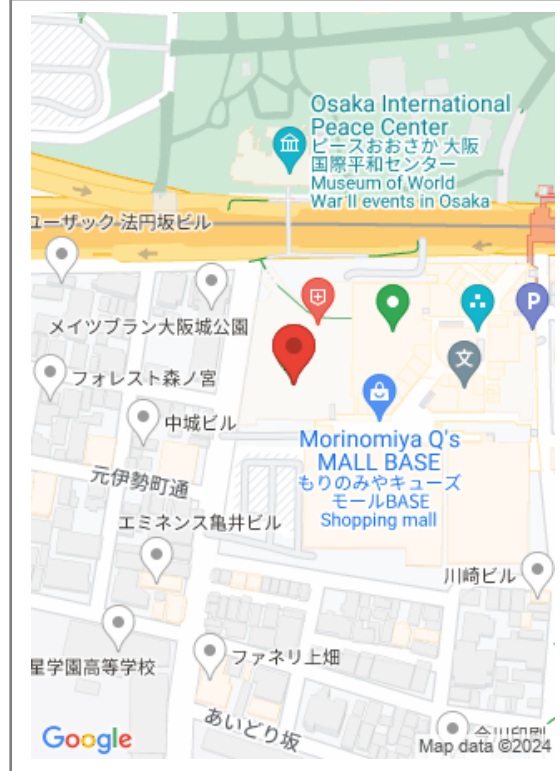 Osaka International
Peace Center
ピースおおさか 大阪
国際平和センター
Museum of World
War II events in Osaka
ユーザック 法円坂ビル
メイツブラン大阪城公園
P
文
フォレスト森ノ宮
中城ビル
Morinomiya Q's
MALL BASE
もりのみやキューズ
モールBASE
Shopping mall
元伊勢町通
エミネンス亀井ビル
川崎ビル
星学園高等学校
ファネリ上畑
あいどり坂
Google
Map data ©2024